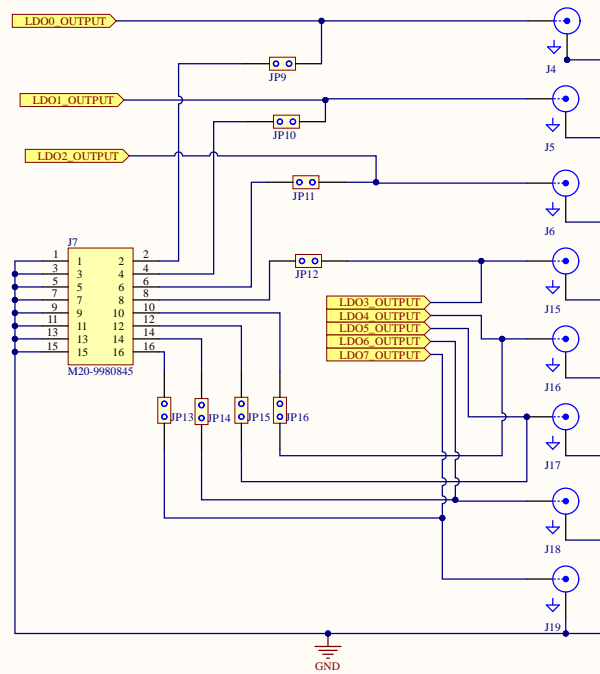 LDO0_OUTPUT
J4
JP9
LDO1_OUTPUT
JP10
J5
LDO2_OUTPUT
JP11
J6
J7
1 1 2 2
3 3 4 4
5 5 6 6
7 7 8 8
9 9 10 10
11 11 12 12
13 13 14 14
15 15 16 16
M20-9980845
JP12
LDO3_OUTPUT
LDO4_OUTPUT
LDO5_OUTPUT
LDO6_OUTPUT
LDO7_OUTPUT
J15
J16
JP13 JP14 JP15 JP16
J17
J18
J19
GND